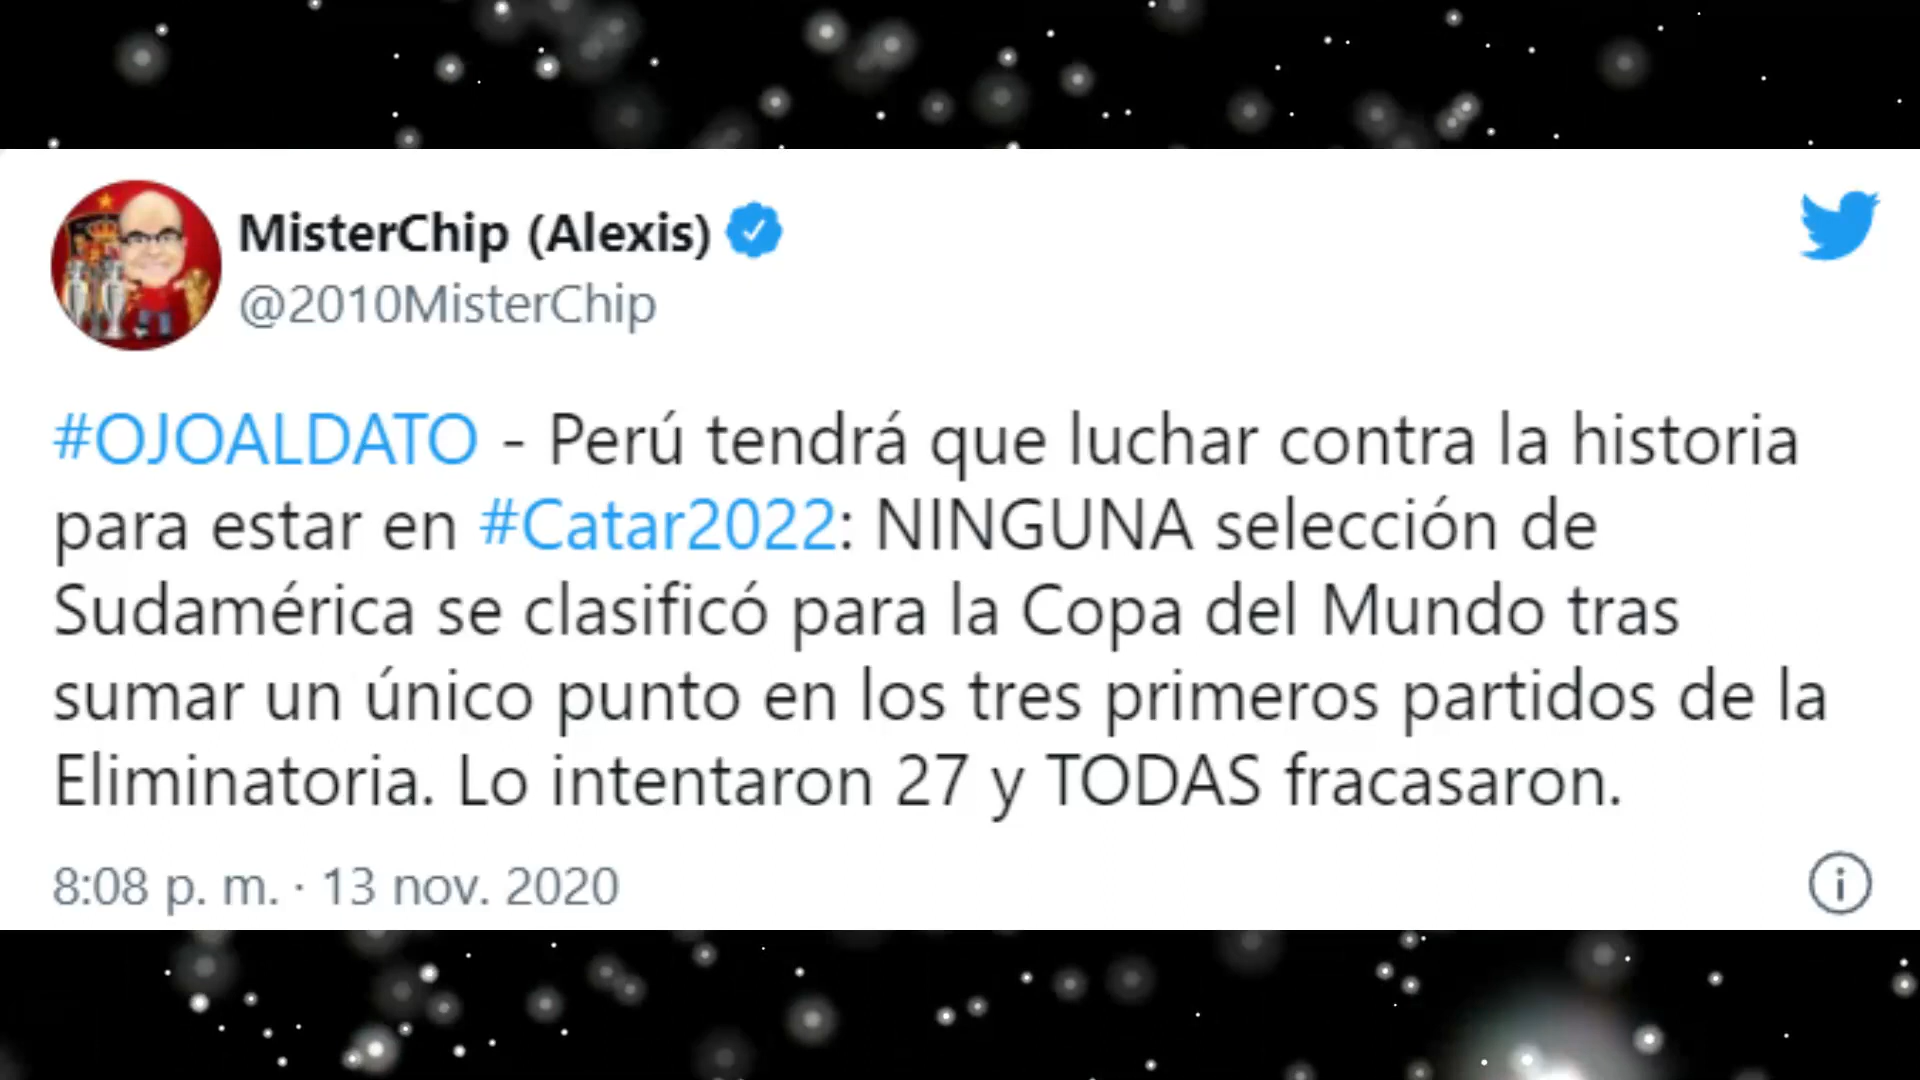 MisterChip (Alexis)
@2010MisterChip
#OJOALDATO - Perú tendrá que luchar contra la historia
para estar en #Catar2022: NINGUNA selección de
Sudamérica se clasificó para la Copa del Mundo tras
sumar un único punto en los tres primeros partidos de la
Eliminatoria. Lo intentaron 27 y TODAS fracasaron.
8:08 p. m. · 13 nov. 2020